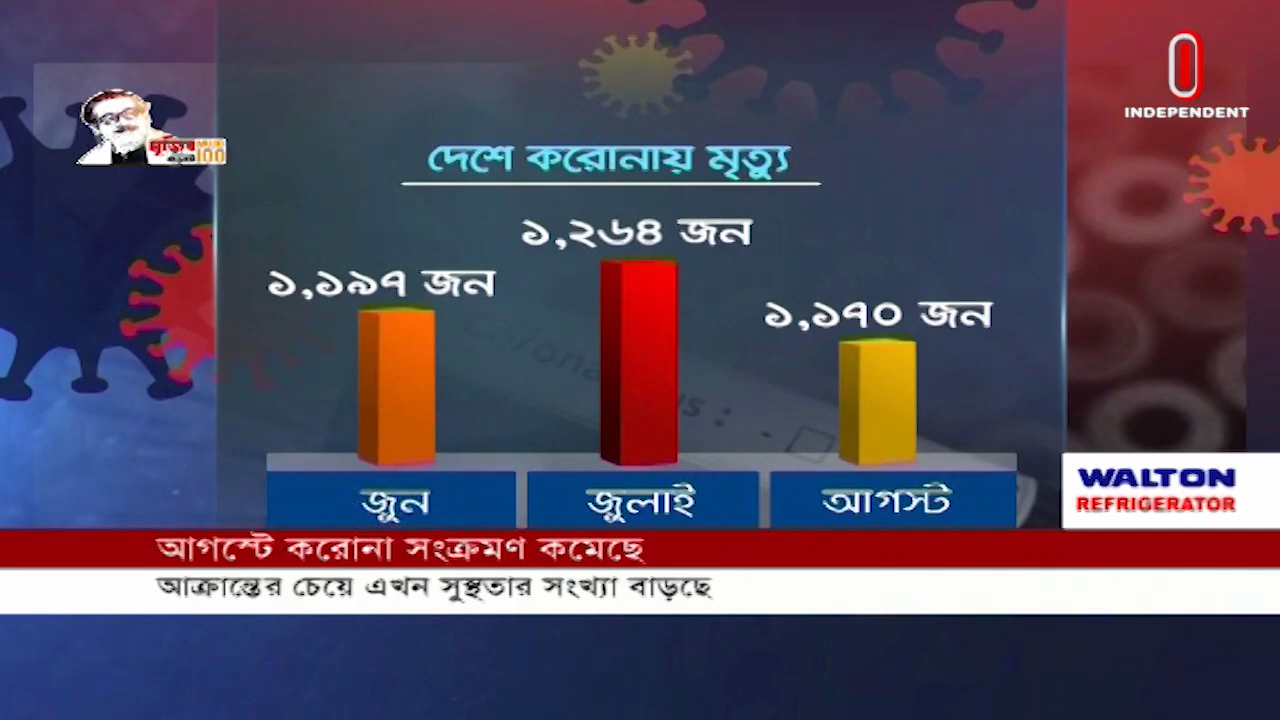 INDEPENDENT
১০০
দেশে করোনায় মৃত্যু
১,২৬৪ জন
১,১৯৭ জন
১,১৭০ জন
জুন
জুলাই
আগস্ট
WALTON
REFRIGERATOR
আগস্টে করোনা সংক্রমণ কমেছে
আক্রান্তের চেয়ে এখন সুস্থতার সংখ্যা বাড়ছে